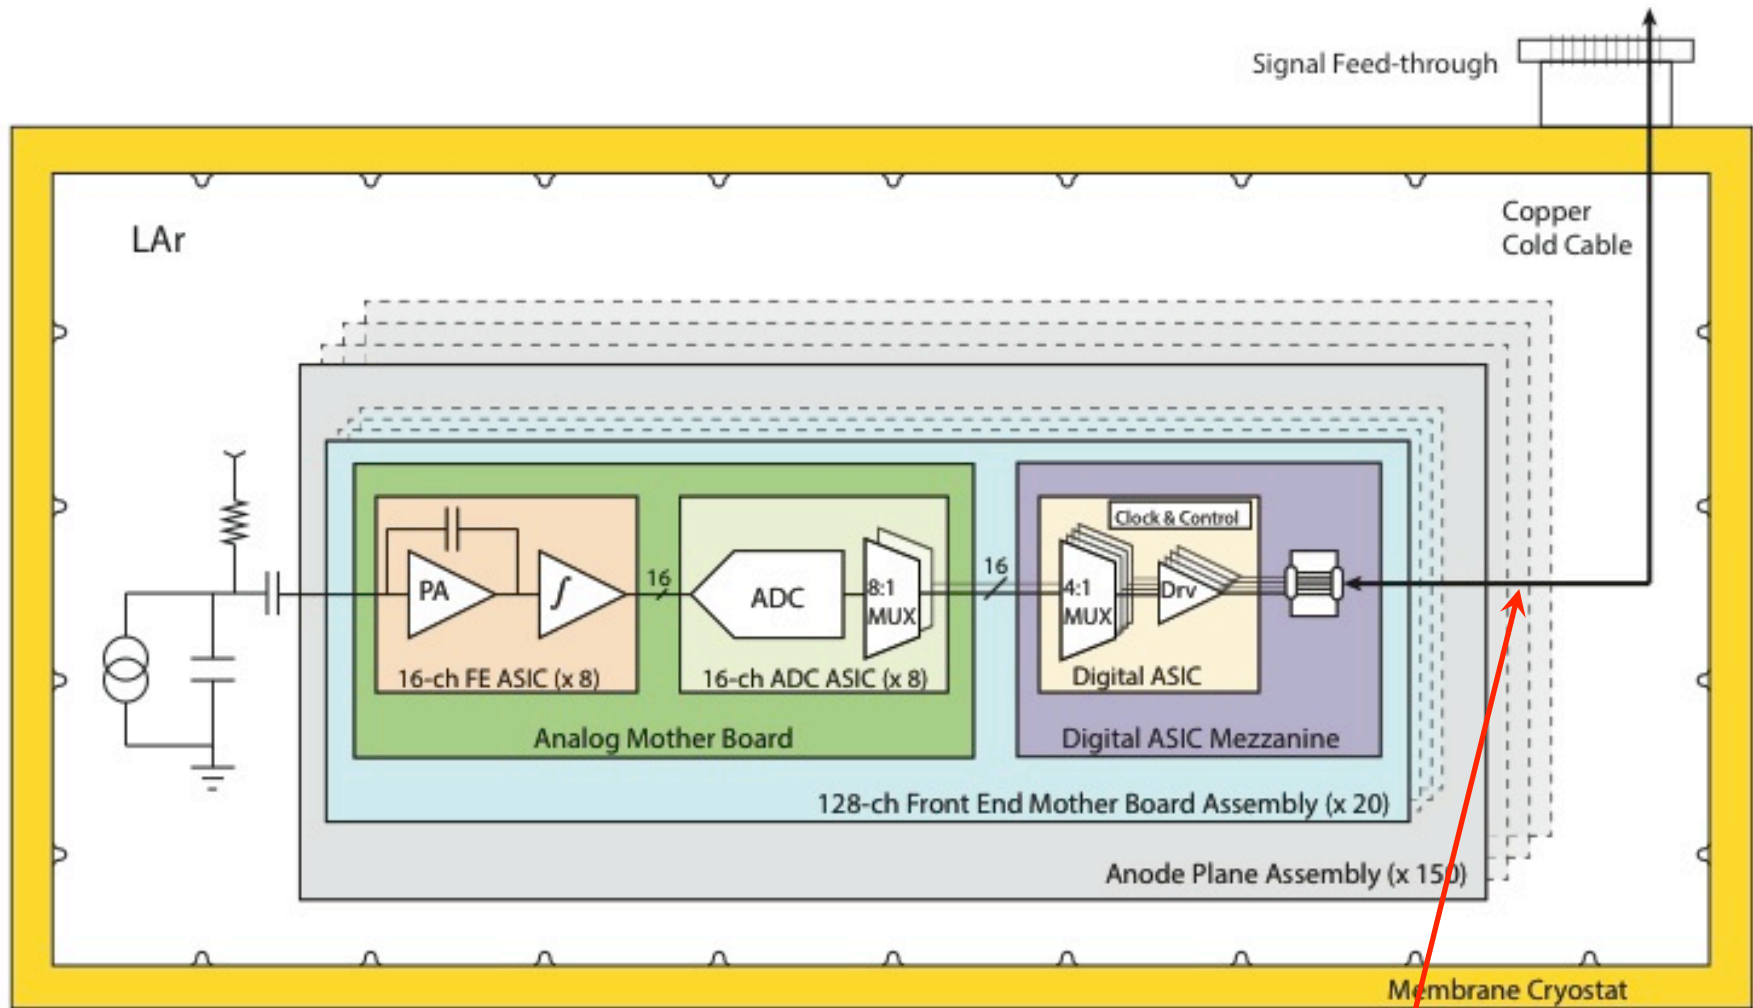 Signal Feed-through
Copper
Cold Cable
LAr
Clock & Control
PA
∫
16
ADC
8:1
MUX
16
4:1
MUX
Drv
16-ch FE ASIC (x 8)
16-ch ADC ASIC (x 8)
Digital ASIC
Analog Mother Board
Digital ASIC Mezzanine
128-ch Front End Mother Board Assembly (x 20)
Anode Plane Assembly (x 150)
Membrane Cryostat